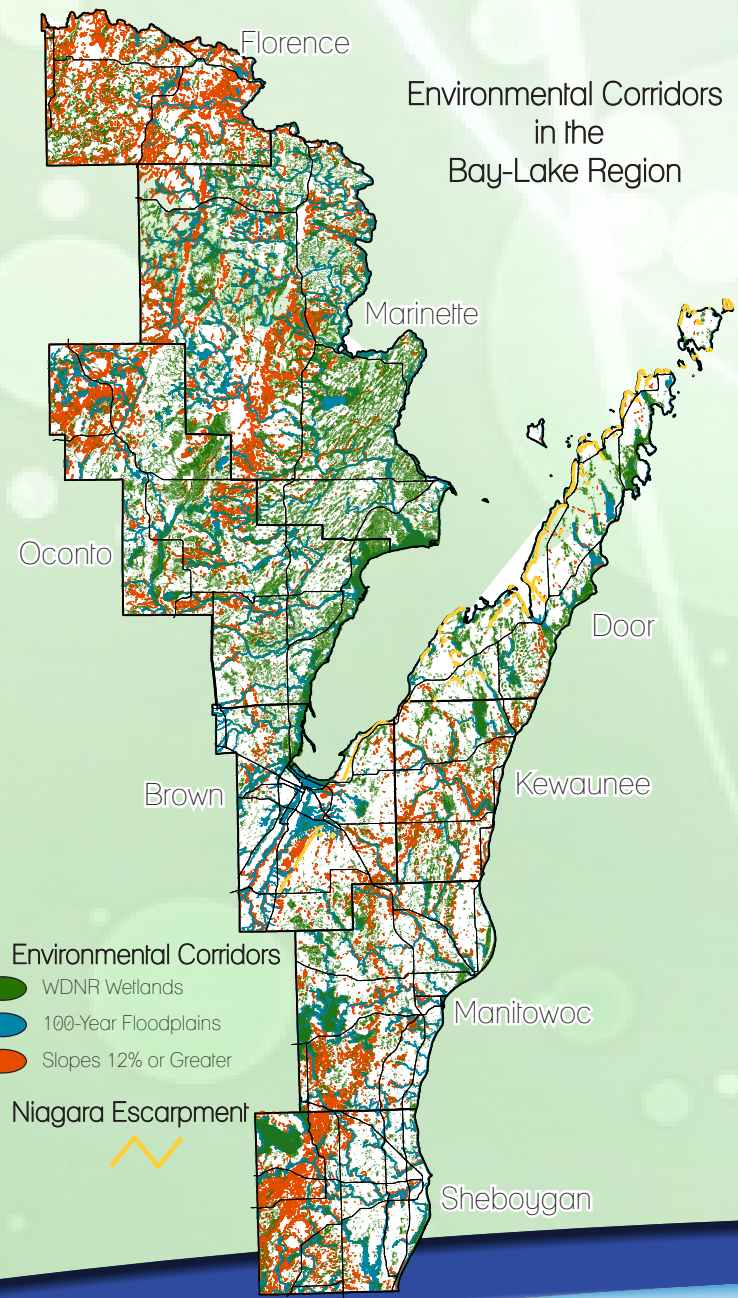 Florence
Environmental Corridors
in the
Bay-Lake Region
Marinette
Oconto
Door
Brown
Kewaunee
Environmental Corridors
WDNR Wetlands
100-Year Floodplains
Slopes 12% or Greater
Manitowoc
Niagara Escarpment
Sheboygan